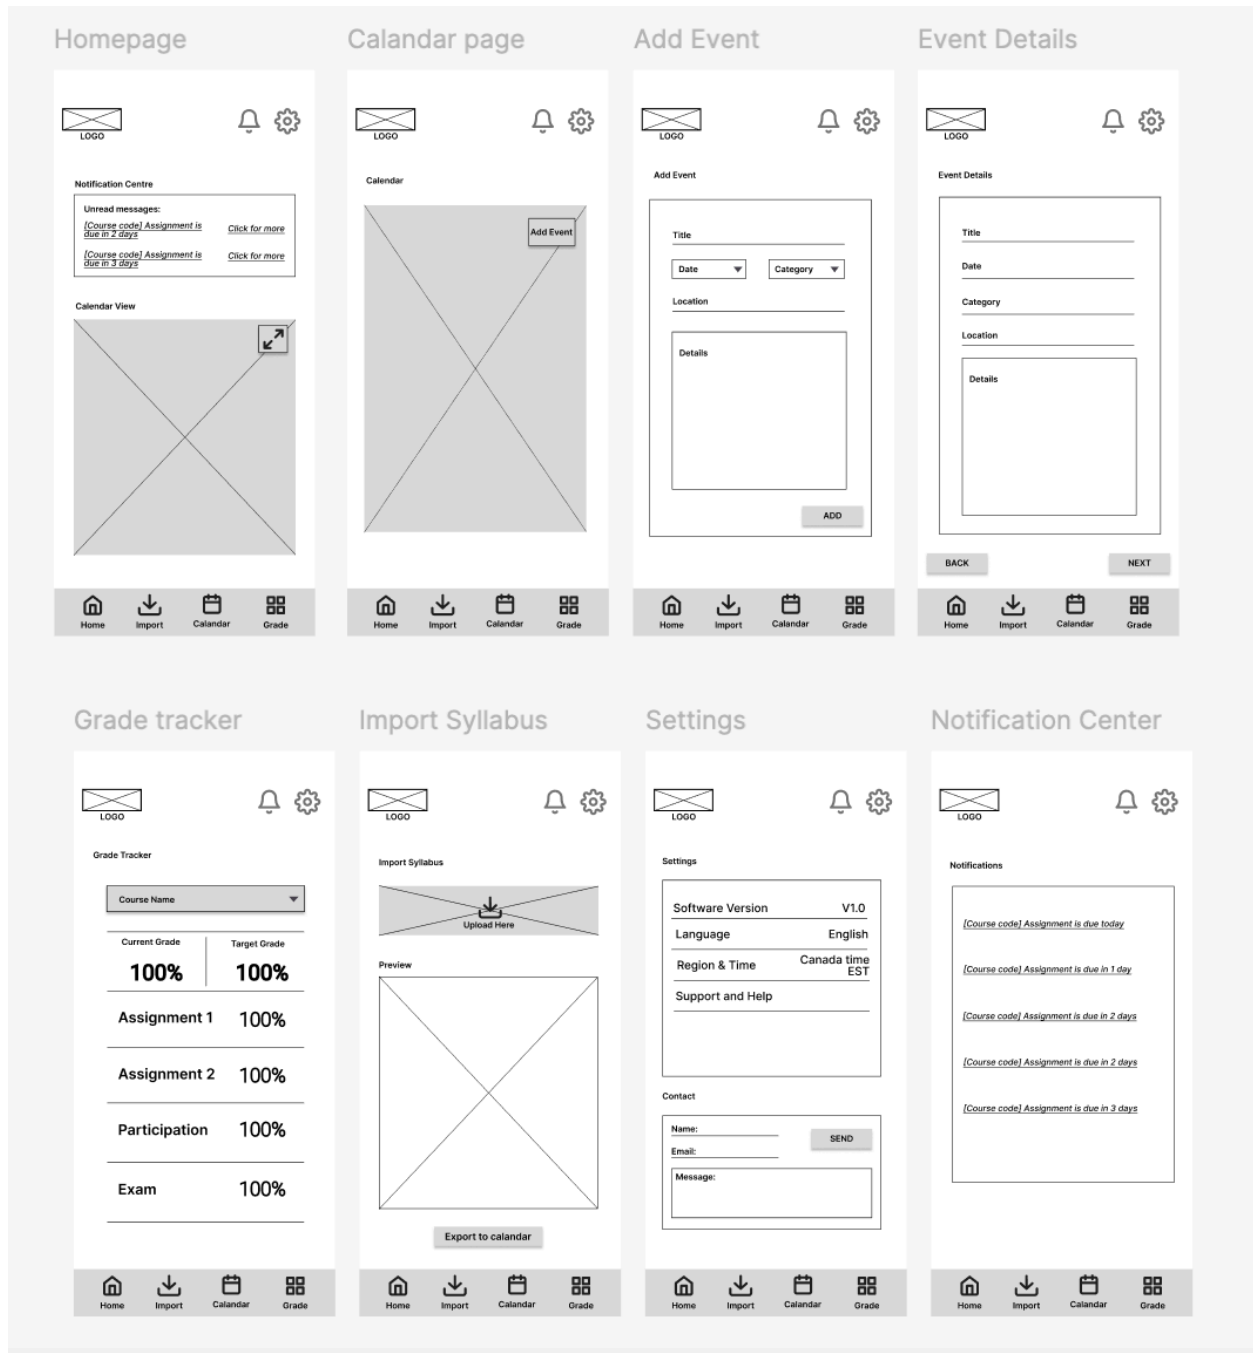 Homepage
LOGO
Notification Centre
Unread messages:
[Course code] Assignment is
due in 2 days
Click for more
[Course code] Assignment is
due in 3 days
Click for more
Calendar View
Home Import Calandar Grade
Calandar page
LOGO
Calendar
Add Event
Home Import Calandar Grade
Add Event
LOGO
Add Event
Title
Date Category
Location
Details
ADD
Home Import Calandar Grade
Event Details
LOGO
Event Details
Title
Date
Category
Location
Details
BACK NEXT
Home Import Calandar Grade
Grade tracker
LOGO
Grade Tracker
Course Name
Current Grade Target Grade
100% 100%
Assignment 1 100%
Assignment 2 100%
Participation 100%
Exam 100%
Home Import Calandar Grade
Import Syllabus
LOGO
Import Syllabus
Upload Here
Preview
Export to calandar
Home Import Calandar Grade
Settings
LOGO
Settings
Software Version V1.0
Language English
Region & Time Canada time
EST
Support and Help
Contact
Name:
SEND
Email:
Message:
Home Import Calandar Grade
Notification Center
LOGO
Notifications
[Course code] Assignment is due today
[Course code] Assignment is due in 1 day
[Course code] Assignment is due in 2 days
[Course code] Assignment is due in 2 days
[Course code] Assignment is due in 3 days
Home Import Calandar Grade